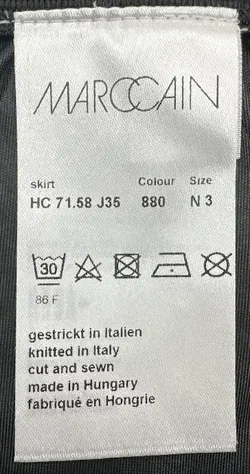 MARCCAIN
skirt Colour Size
HC 71.58 J35 880 N 3
30
86 F
gestrickt in Italien
knitted in Italy
cut and sewn
made in Hungary
fabriqué en Hongrie